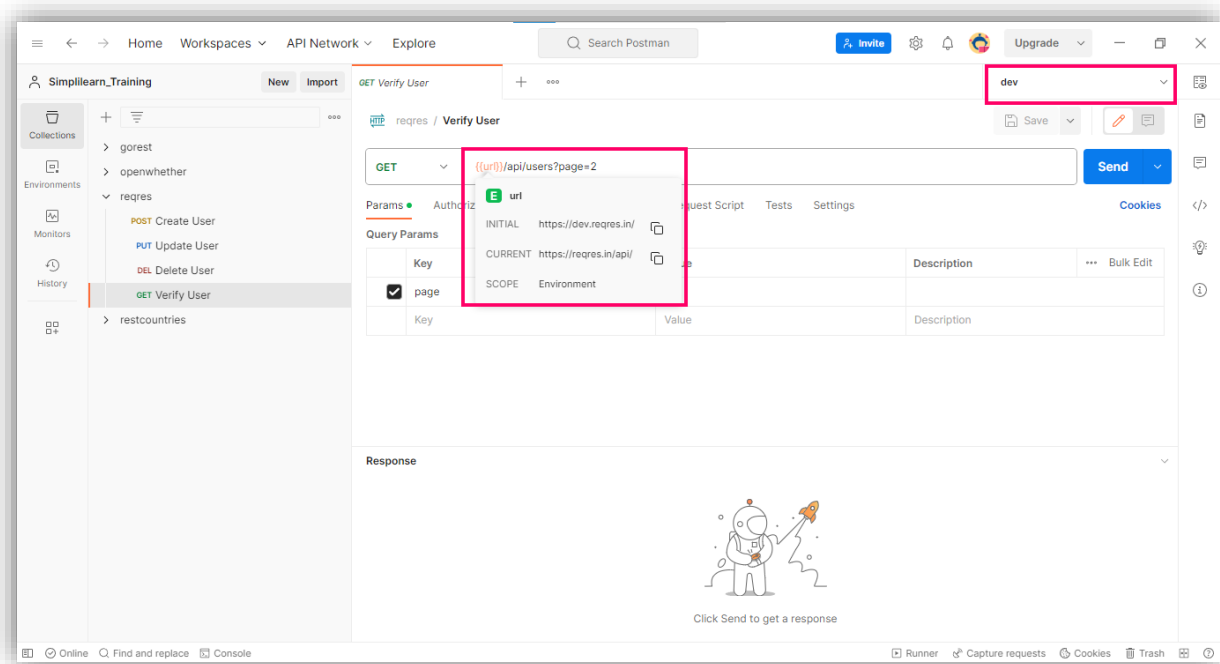 Home Workspaces API Network Explore Search Postman Invite Upgrade
Simplilearn_Training New Import GET Verify User dev
Collections
Environments
Monitors
History
gorest
openwhether
reqres
POST Create User
PUT Update User
DEL Delete User
GET Verify User
restcountries
HTTP reqres / Verify User Save
GET {{url}}/api/users?page=2 Send
E url
INITIAL https://dev.reqres.in/
CURRENT https://reqres.in/api/
SCOPE Environment
Params Script Tests Settings Cookies
Query Params
Key Description Bulk Edit
page
Key Value Description
Response
Click Send to get a response
Online Find and replace Console Runner Capture requests Cookies Trash